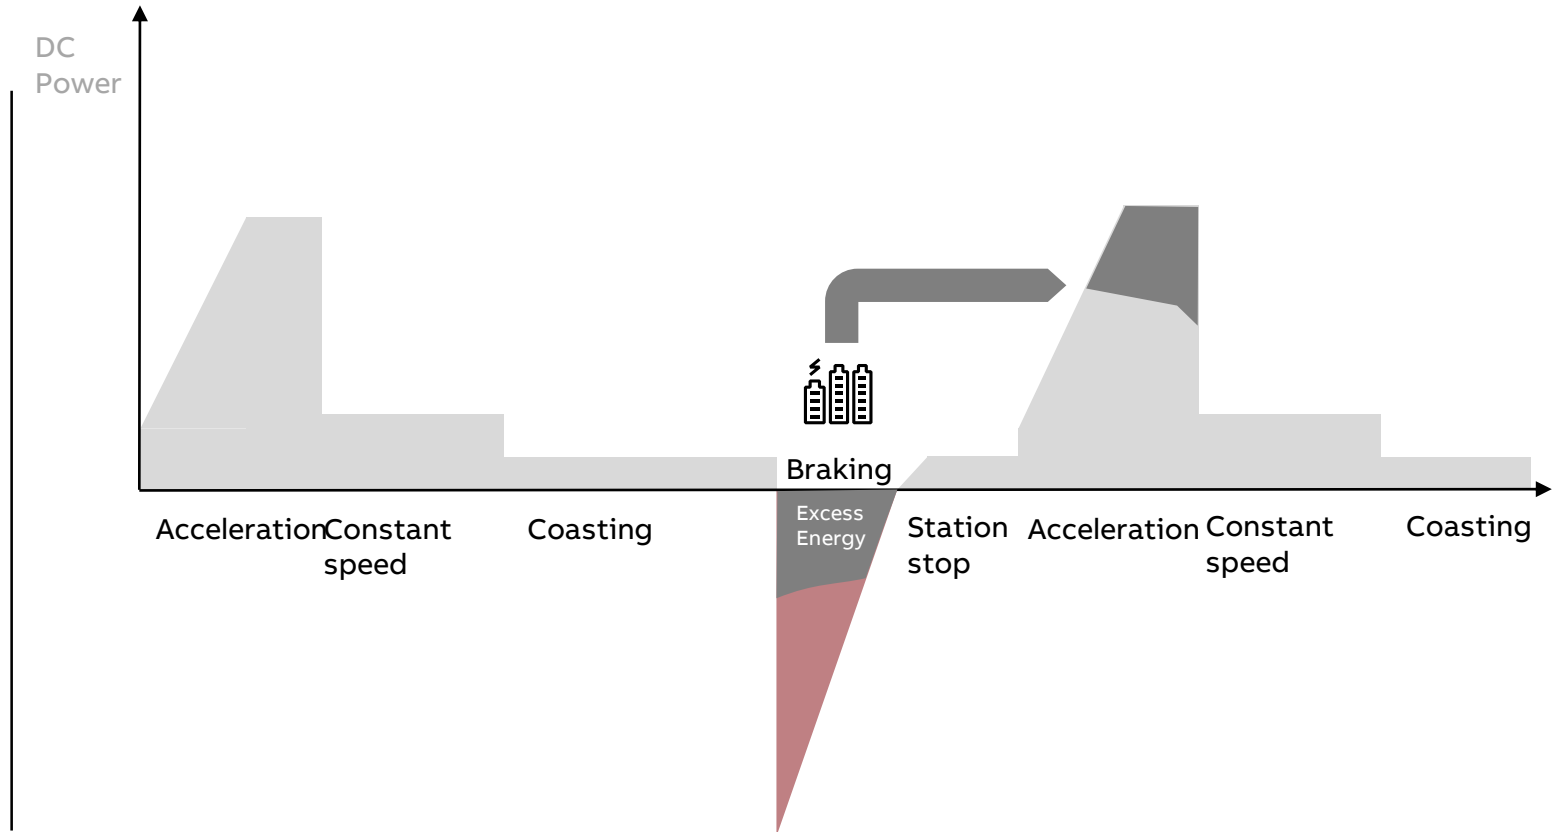 DC
Power
Braking
Excess
Energy
Acceleration
Constant
speed
Coasting
Station
stop
Acceleration
Constant
speed
Coasting